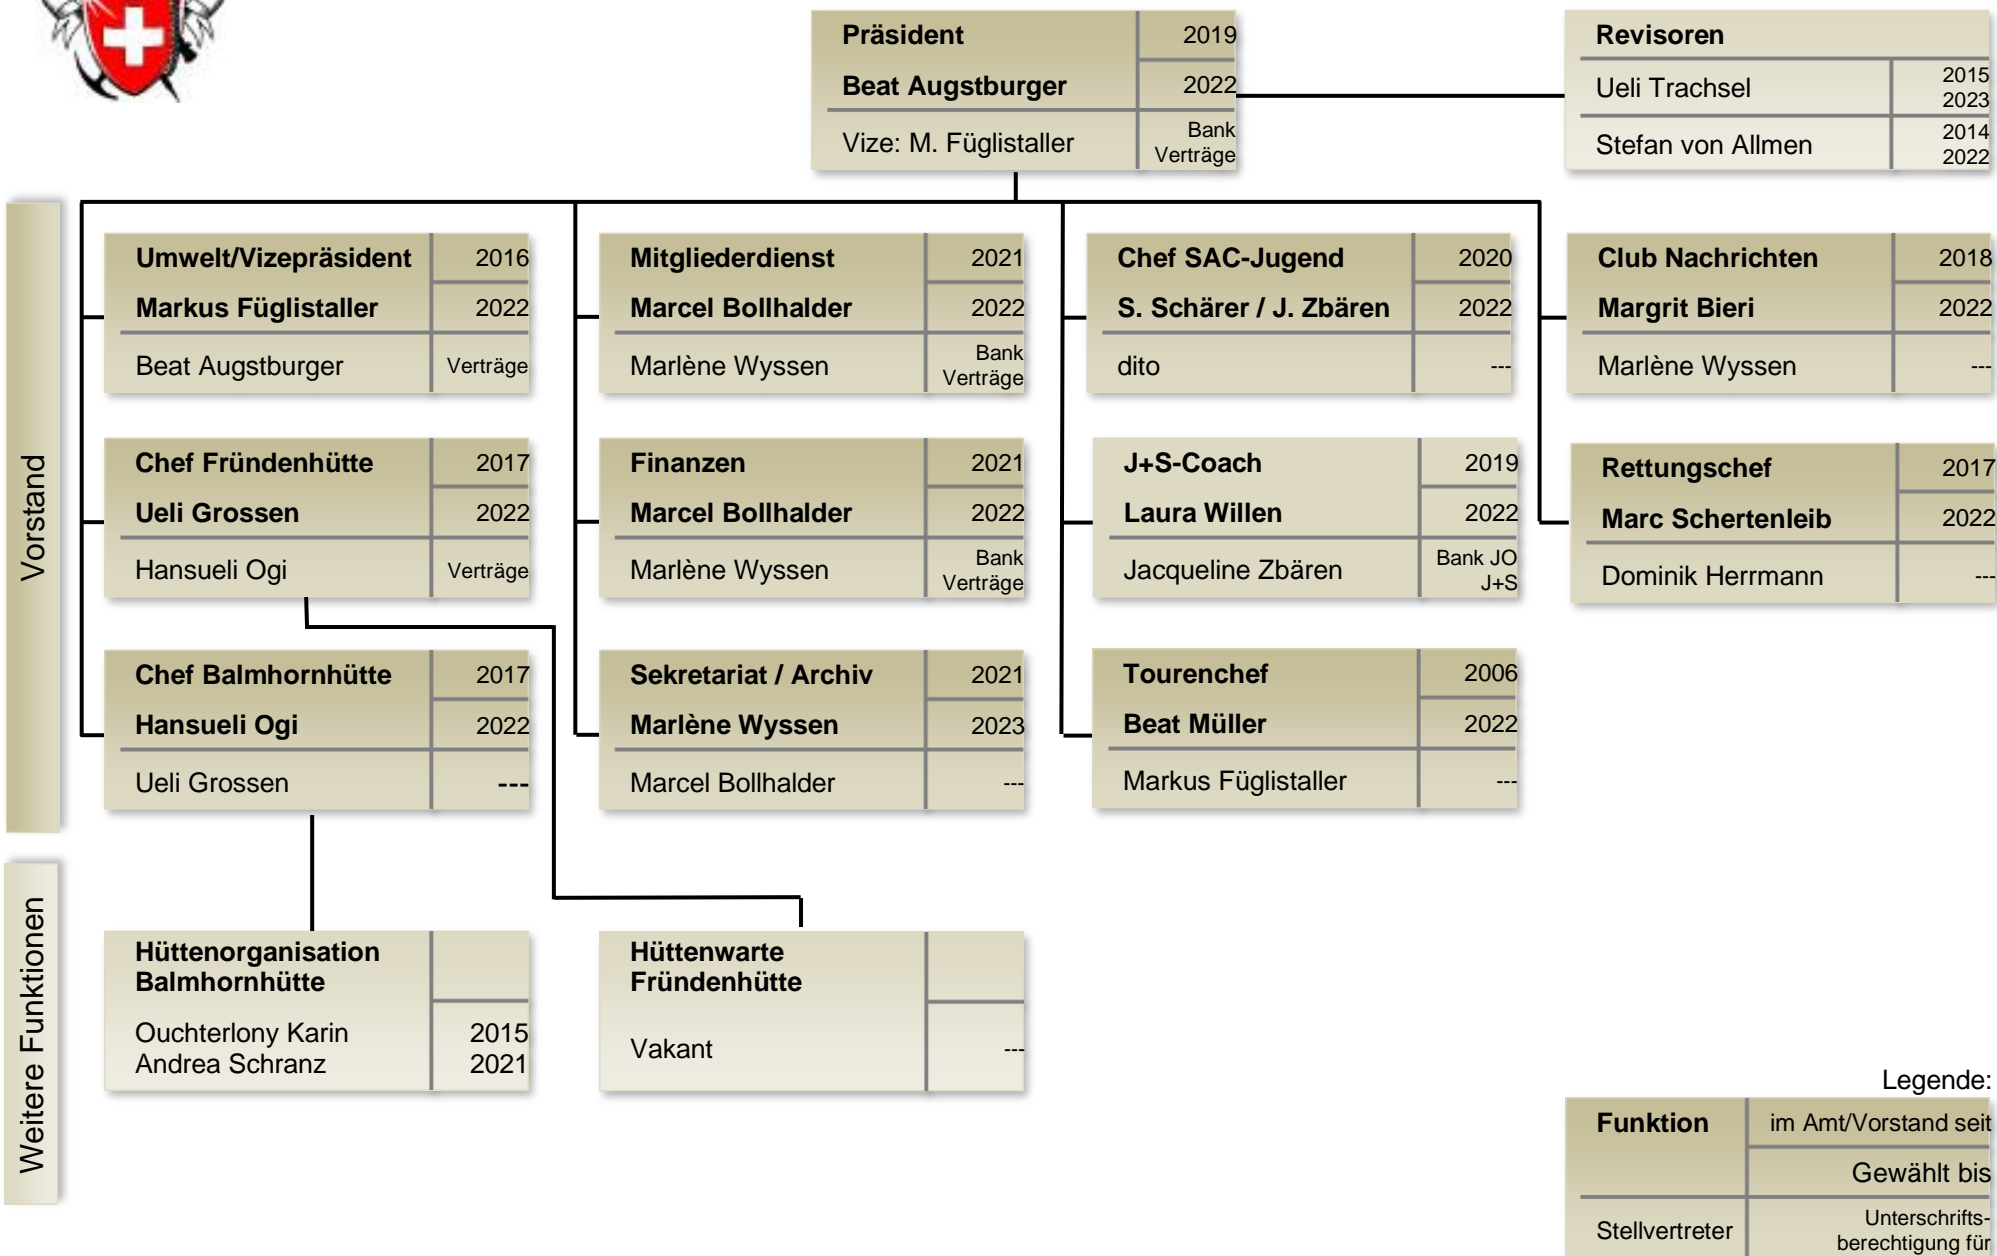 Präsident 2019
Beat Augstburger 2022
Vize: M. Füglistaller Bank
Verträge
Revisoren
Ueli Trachsel 2015
2023
Stefan von Allmen 2014
2022
Vorstand
Umwelt/Vizepräsident 2016
Markus Füglistaller 2022
Beat Augstburger Verträge
Mitgliederdienst 2021
Marcel Bollhalder 2022
Marlène Wyssen Bank
Verträge
Chef SAC-Jugend 2020
S. Schärer / J. Zbären 2022
dito ---
Club Nachrichten 2018
Margrit Bieri 2022
Marlène Wyssen ---
Chef Fründenhütte 2017
Ueli Grossen 2022
Hansueli Ogi Verträge
Finanzen 2021
Marcel Bollhalder 2022
Marlène Wyssen Bank
Verträge
J+S-Coach 2019
Laura Willen 2022
Jacqueline Zbären Bank JO
J+S
Rettungschef 2017
Marc Schertenleib 2022
Dominik Herrmann ---
Chef Balmhornhütte 2017
Hansueli Ogi 2022
Ueli Grossen ---
Sekretariat / Archiv 2021
Marlène Wyssen 2023
Marcel Bollhalder ---
Tourenchef 2006
Beat Müller 2022
Markus Füglistaller ---
Weitere Funktionen
Hüttenorganisation
Balmhornhütte
Ouchterlony Karin 2015
Andrea Schranz 2021
Hüttenwarte
Fründenhütte
Vakant ---
Legende:
Funktion im Amt/Vorstand seit
Gewählt bis
Stellvertreter Unterschrifts-
berechtigung für